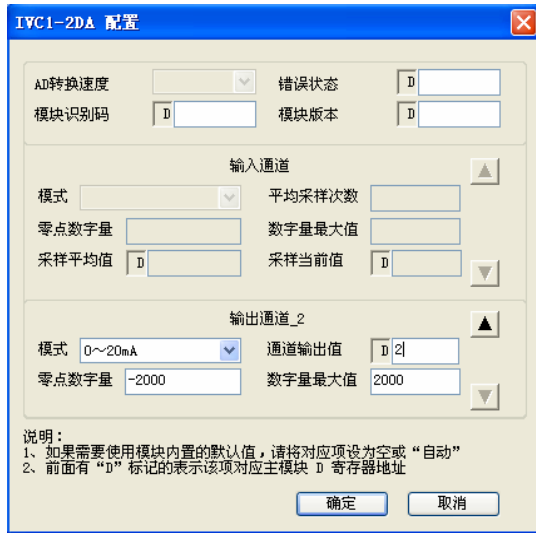 IVC1-2DA 配置
AD转换速度 错误状态 D
模块识别码 D 模块版本 D
输入通道
模式 平均采样次数
零点数字量 数字量最大值
采样平均值 D 采样当前值 D
输出通道_2
模式 0～20mA 通道输出值 D 2
零点数字量 -2000 数字量最大值 2000
说明：
1、如果需要使用模块内置的默认值，请将对应项设为空或“自动”
2、前面有“D”标记的表示该项对应主模块 D 寄存器地址
确定 取消